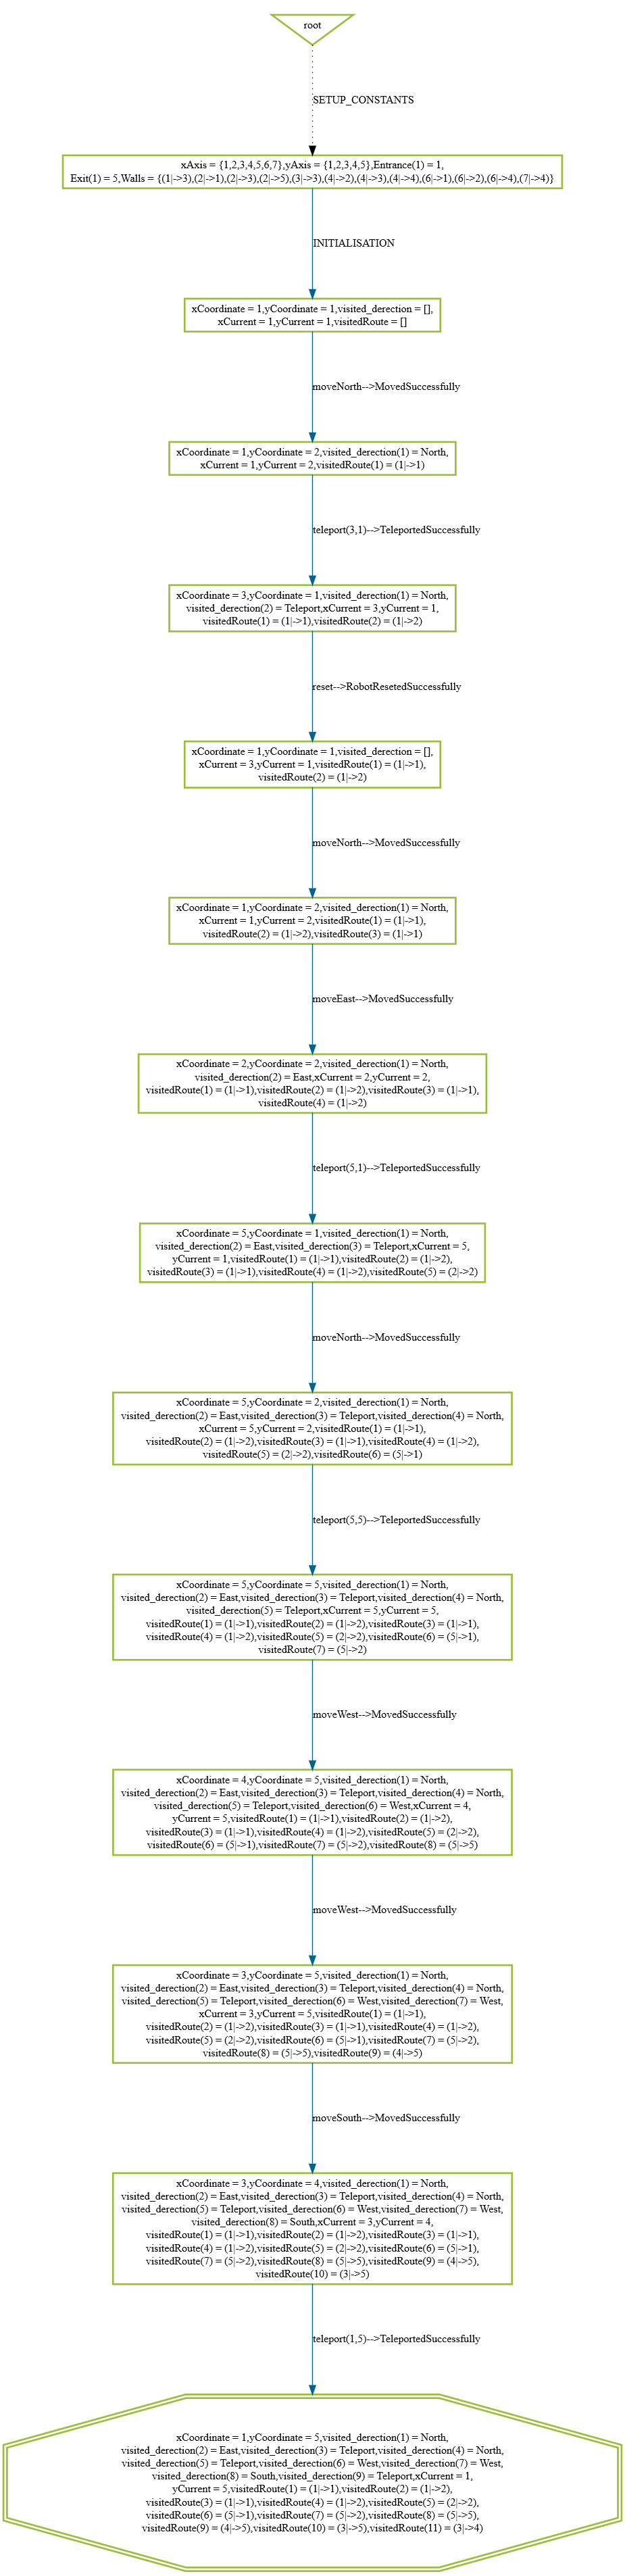 root
SETUP_CONSTANTS
xAxis = {1,2,3,4,5,6,7},yAxis = {1,2,3,4,5},Entrance(1) = 1,
Exit(1) = 5,Walls = {(1|->3),(2|->1),(2|->3),(2|->5),(3|->3),(4|->2),(4|->3),(4|->4),(6|->1),(6|->2),(6|->4),(7|->4)}
INITIALISATION
xCoordinate = 1,yCoordinate = 1,visited_derection = [],
xCurrent = 1,yCurrent = 1,visitedRoute = []
moveNorth-->MovedSuccessfully
xCoordinate = 1,yCoordinate = 2,visited_derection(1) = North,
xCurrent = 1,yCurrent = 2,visitedRoute(1) = (1|->1)
teleport(3,1)-->TeleportedSuccessfully
xCoordinate = 3,yCoordinate = 1,visited_derection(1) = North,
visited_derection(2) = Teleport,xCurrent = 3,yCurrent = 1,
visitedRoute(1) = (1|->1),visitedRoute(2) = (1|->2)
reset-->RobotResetedSuccessfully
xCoordinate = 1,yCoordinate = 1,visited_derection = [],
xCurrent = 3,yCurrent = 1,visitedRoute(1) = (1|->1),
visitedRoute(2) = (1|->2)
moveNorth-->MovedSuccessfully
xCoordinate = 1,yCoordinate = 2,visited_derection(1) = North,
xCurrent = 1,yCurrent = 2,visitedRoute(1) = (1|->1),
visitedRoute(2) = (1|->2),visitedRoute(3) = (1|->1)
moveEast-->MovedSuccessfully
xCoordinate = 2,yCoordinate = 2,visited_derection(1) = North,
visited_derection(2) = East,xCurrent = 2,yCurrent = 2,
visitedRoute(1) = (1|->1),visitedRoute(2) = (1|->2),visitedRoute(3) = (1|->1),
visitedRoute(4) = (1|->2)
teleport(5,1)-->TeleportedSuccessfully
xCoordinate = 5,yCoordinate = 1,visited_derection(1) = North,
visited_derection(2) = East,visited_derection(3) = Teleport,xCurrent = 5,
yCurrent = 1,visitedRoute(1) = (1|->1),visitedRoute(2) = (1|->2),
visitedRoute(3) = (1|->1),visitedRoute(4) = (1|->2),visitedRoute(5) = (2|->2)
moveNorth-->MovedSuccessfully
xCoordinate = 5,yCoordinate = 2,visited_derection(1) = North,
visited_derection(2) = East,visited_derection(3) = Teleport,visited_derection(4) = North,
xCurrent = 5,yCurrent = 2,visitedRoute(1) = (1|->1),
visitedRoute(2) = (1|->2),visitedRoute(3) = (1|->1),visitedRoute(4) = (1|->2),
visitedRoute(5) = (2|->2),visitedRoute(6) = (5|->1)
teleport(5,5)-->TeleportedSuccessfully
xCoordinate = 5,yCoordinate = 5,visited_derection(1) = North,
visited_derection(2) = East,visited_derection(3) = Teleport,visited_derection(4) = North,
visited_derection(5) = Teleport,xCurrent = 5,yCurrent = 5,
visitedRoute(1) = (1|->1),visitedRoute(2) = (1|->2),visitedRoute(3) = (1|->1),
visitedRoute(4) = (1|->2),visitedRoute(5) = (2|->2),visitedRoute(6) = (5|->1),
visitedRoute(7) = (5|->2)
moveWest-->MovedSuccessfully
xCoordinate = 4,yCoordinate = 5,visited_derection(1) = North,
visited_derection(2) = East,visited_derection(3) = Teleport,visited_derection(4) = North,
visited_derection(5) = Teleport,visited_derection(6) = West,xCurrent = 4,
yCurrent = 5,visitedRoute(1) = (1|->1),visitedRoute(2) = (1|->2),
visitedRoute(3) = (1|->1),visitedRoute(4) = (1|->2),visitedRoute(5) = (2|->2),
visitedRoute(6) = (5|->1),visitedRoute(7) = (5|->2),visitedRoute(8) = (5|->5)
moveWest-->MovedSuccessfully
xCoordinate = 3,yCoordinate = 5,visited_derection(1) = North,
visited_derection(2) = East,visited_derection(3) = Teleport,visited_derection(4) = North,
visited_derection(5) = Teleport,visited_derection(6) = West,visited_derection(7) = West,
xCurrent = 3,yCurrent = 5,visitedRoute(1) = (1|->1),
visitedRoute(2) = (1|->2),visitedRoute(3) = (1|->1),visitedRoute(4) = (1|->2),
visitedRoute(5) = (2|->2),visitedRoute(6) = (5|->1),visitedRoute(7) = (5|->2),
visitedRoute(8) = (5|->5),visitedRoute(9) = (4|->5)
moveSouth-->MovedSuccessfully
xCoordinate = 3,yCoordinate = 4,visited_derection(1) = North,
visited_derection(2) = East,visited_derection(3) = Teleport,visited_derection(4) = North,
visited_derection(5) = Teleport,visited_derection(6) = West,visited_derection(7) = West,
visited_derection(8) = South,xCurrent = 3,yCurrent = 4,
visitedRoute(1) = (1|->1),visitedRoute(2) = (1|->2),visitedRoute(3) = (1|->1),
visitedRoute(4) = (1|->2),visitedRoute(5) = (2|->2),visitedRoute(6) = (5|->1),
visitedRoute(7) = (5|->2),visitedRoute(8) = (5|->5),visitedRoute(9) = (4|->5),
visitedRoute(10) = (3|->5)
teleport(1,5)-->TeleportedSuccessfully
xCoordinate = 1,yCoordinate = 5,visited_derection(1) = North,
visited_derection(2) = East,visited_derection(3) = Teleport,visited_derection(4) = North,
visited_derection(5) = Teleport,visited_derection(6) = West,visited_derection(7) = West,
visited_derection(8) = South,visited_derection(9) = Teleport,xCurrent = 1,
yCurrent = 5,visitedRoute(1) = (1|->1),visitedRoute(2) = (1|->2),
visitedRoute(3) = (1|->1),visitedRoute(4) = (1|->2),visitedRoute(5) = (2|->2),
visitedRoute(6) = (5|->1),visitedRoute(7) = (5|->2),visitedRoute(8) = (5|->5),
visitedRoute(9) = (4|->5),visitedRoute(10) = (3|->5),visitedRoute(11) = (3|->4)